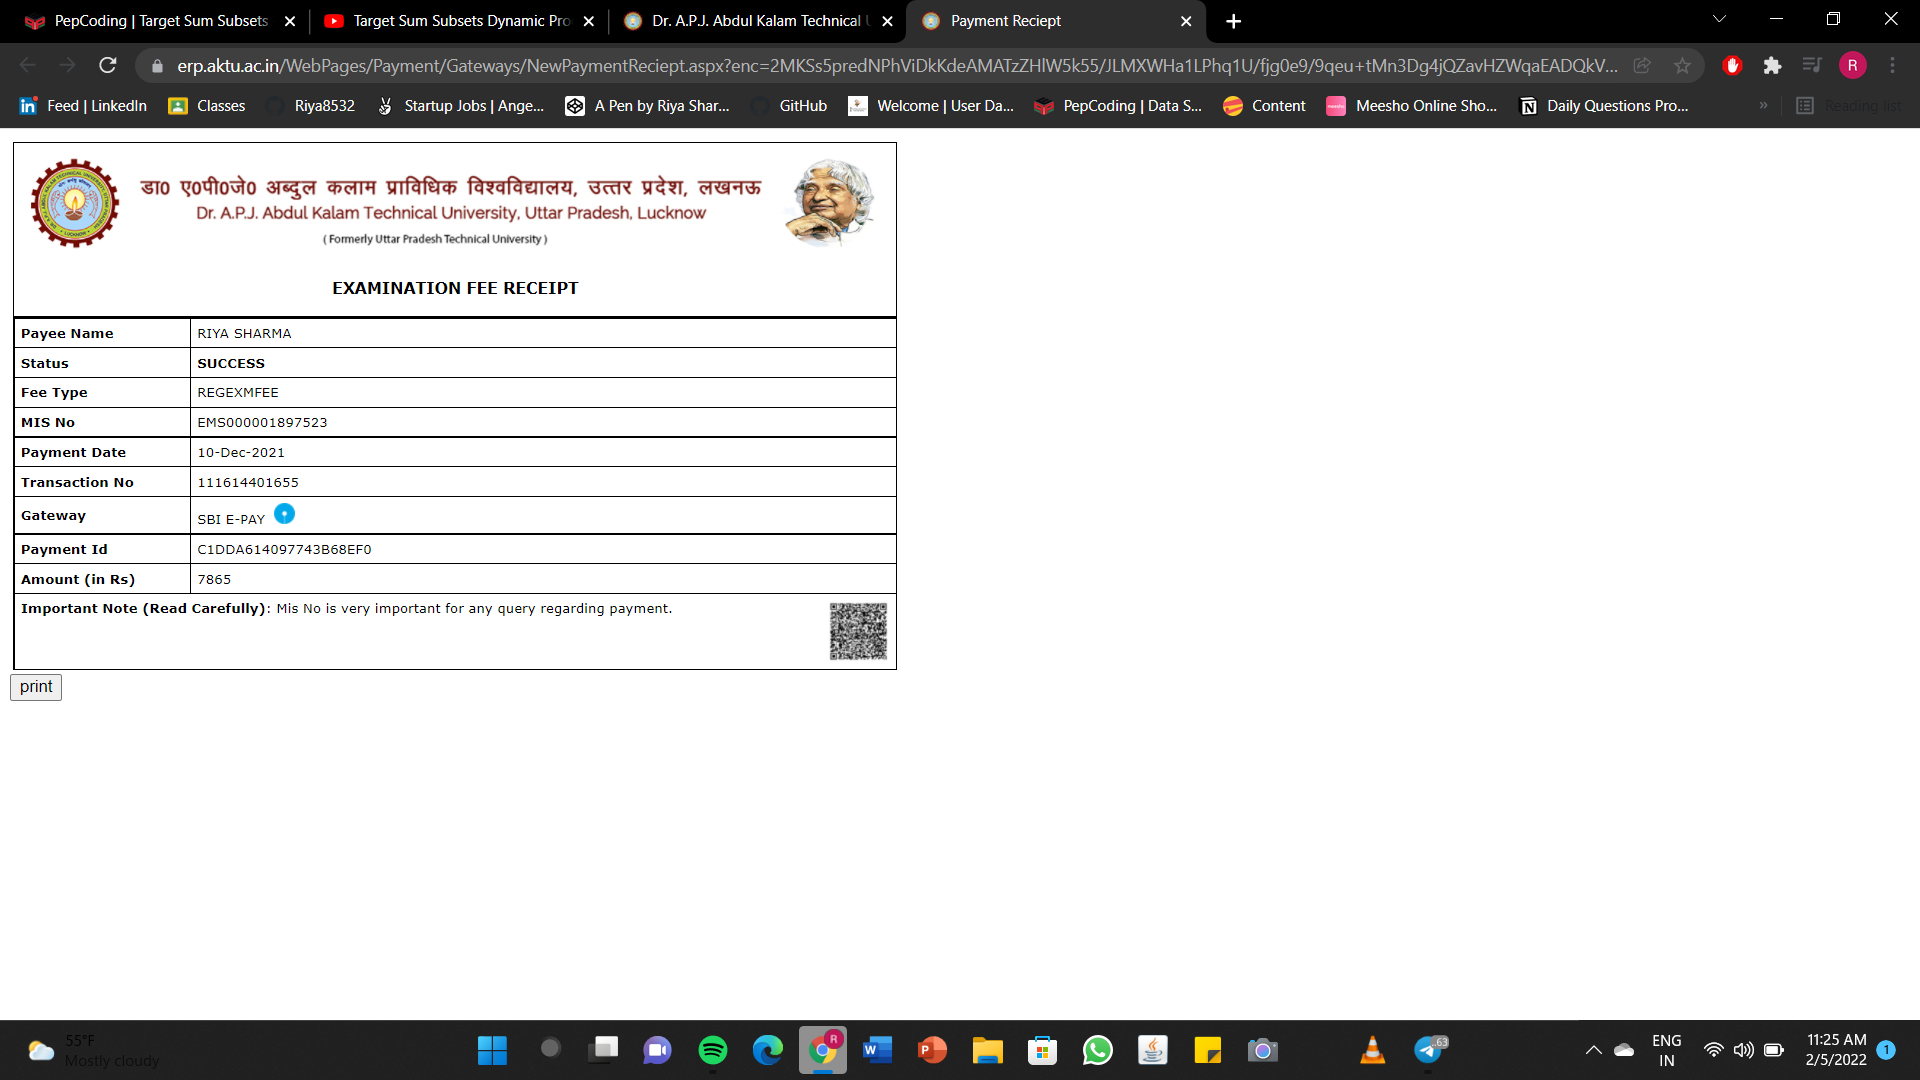 PepCoding | Target Sum Subsets
Target Sum Subsets Dynamic Pro
Dr. A.P.J. Abdul Kalam Technical U
Payment Reciept
erp.aktu.ac.in/WebPages/Payment/Gateways/NewPaymentReciept.aspx?enc=2MKSs5predNPhViDkKdeAMATzZHlW5k55/JLMXWHa1LPhq1U/fjg0e9/9qeu+tMn3Dg4jQZavHZWqaEADQkV...
R
Feed | LinkedIn
Classes
Riya8532
Startup Jobs | Ange...
A Pen by Riya Shar...
GitHub
Welcome | User Da...
PepCoding | Data S...
Content
Meesho Online Sho...
Daily Questions Pro...
»
Reading list
डा0 ए0पी0जे0 अब्दुल कलाम प्राविधिक विश्वविद्यालय, उत्तर प्रदेश, लखनऊ
Dr. A.P.J. Abdul Kalam Technical University, Uttar Pradesh, Lucknow
( Formerly Uttar Pradesh Technical University )
EXAMINATION FEE RECEIPT
Payee Name RIYA SHARMA
Status SUCCESS
Fee Type REGEXMFEE
MIS No EMS000001897523
Payment Date 10-Dec-2021
Transaction No 111614401655
Gateway SBI E-PAY
Payment Id C1DDA614097743B68EF0
Amount (in Rs) 7865
Important Note (Read Carefully): Mis No is very important for any query regarding payment.
print
55°F
Mostly cloudy
R
63
ENG
IN
11:25 AM
2/5/2022
1